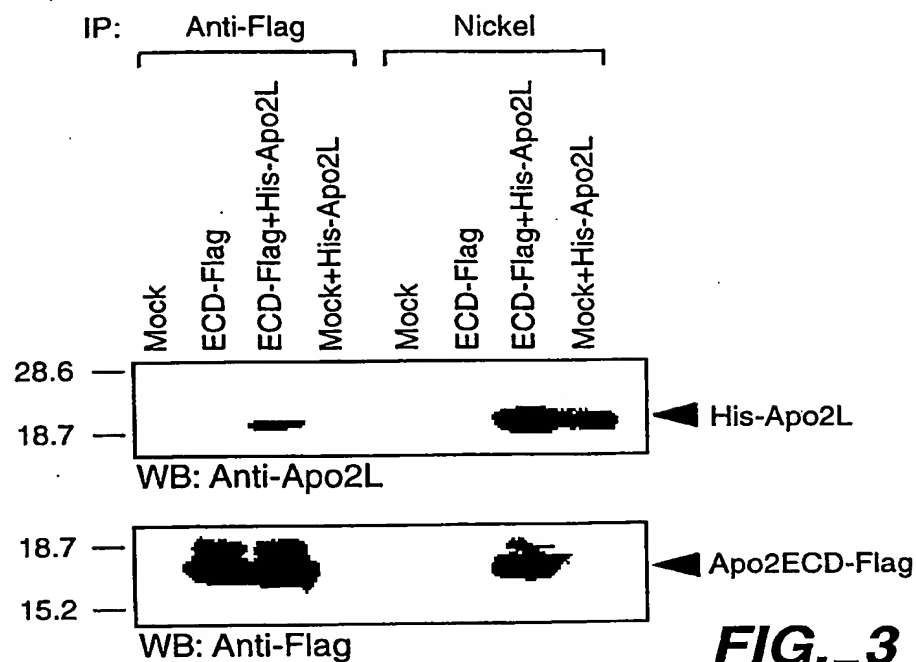 IP: Anti-Flag Nickel
Mock
ECD-Flag
ECD-Flag+His-Apo2L
Mock+His-Apo2L
Mock
ECD-Flag
ECD-Flag+His-Apo2L
Mock+His-Apo2L
28.6
18.7
His-Apo2L
WB: Anti-Apo2L
18.7
15.2
Apo2ECD-Flag
WB: Anti-Flag
FIG._3